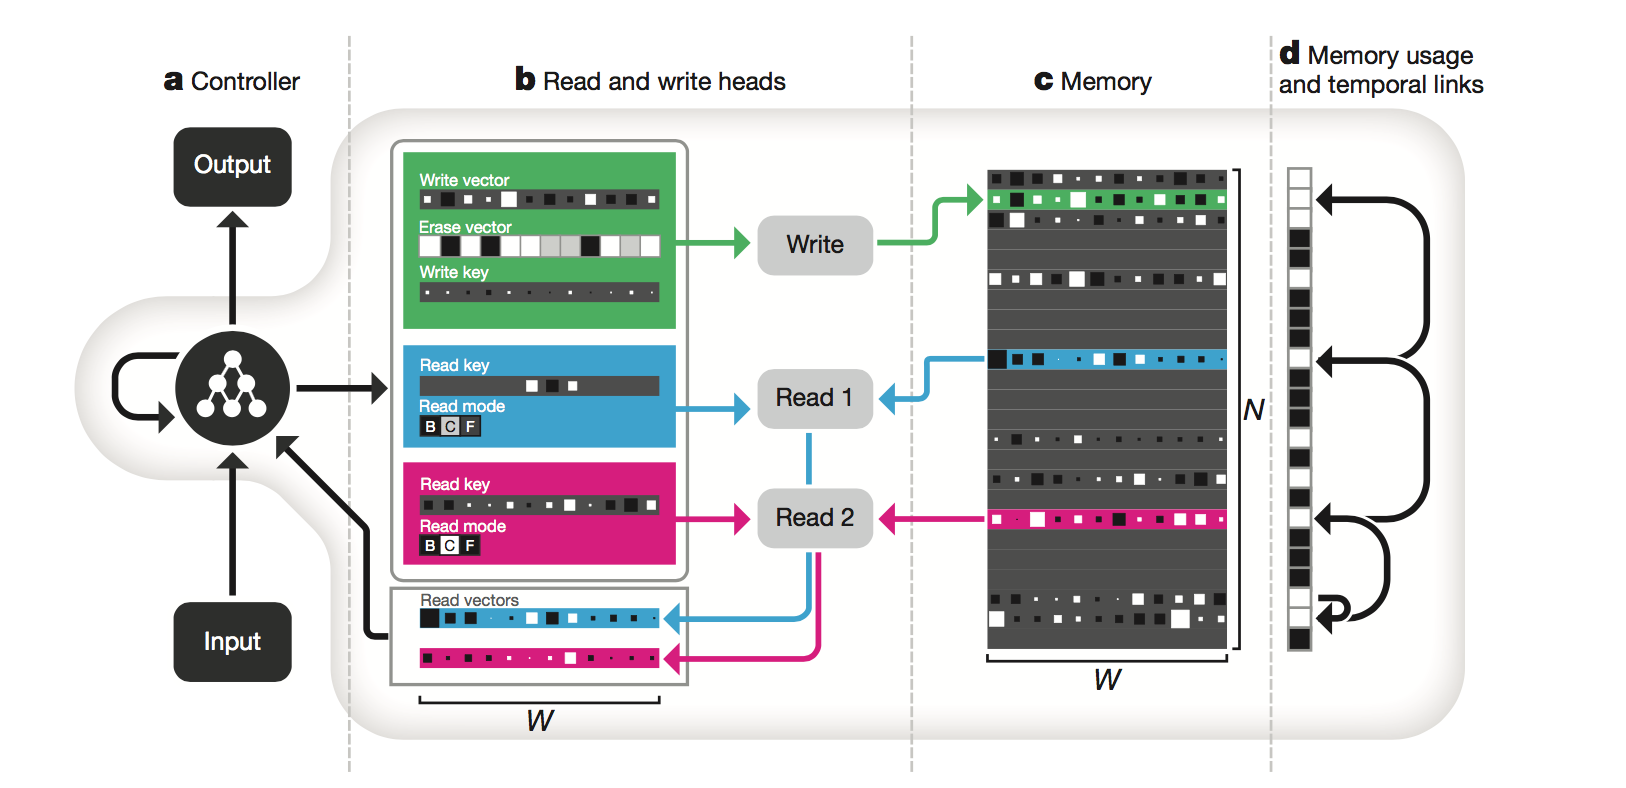 a Controller
b Read and write heads
c Memory
d Memory usage
and temporal links
Output
Input
Write vector
Erase vector
Write key
Read key
Read mode
B C F
Read key
Read mode
B C F
Read vectors
W
Write
Read 1
Read 2
N
W